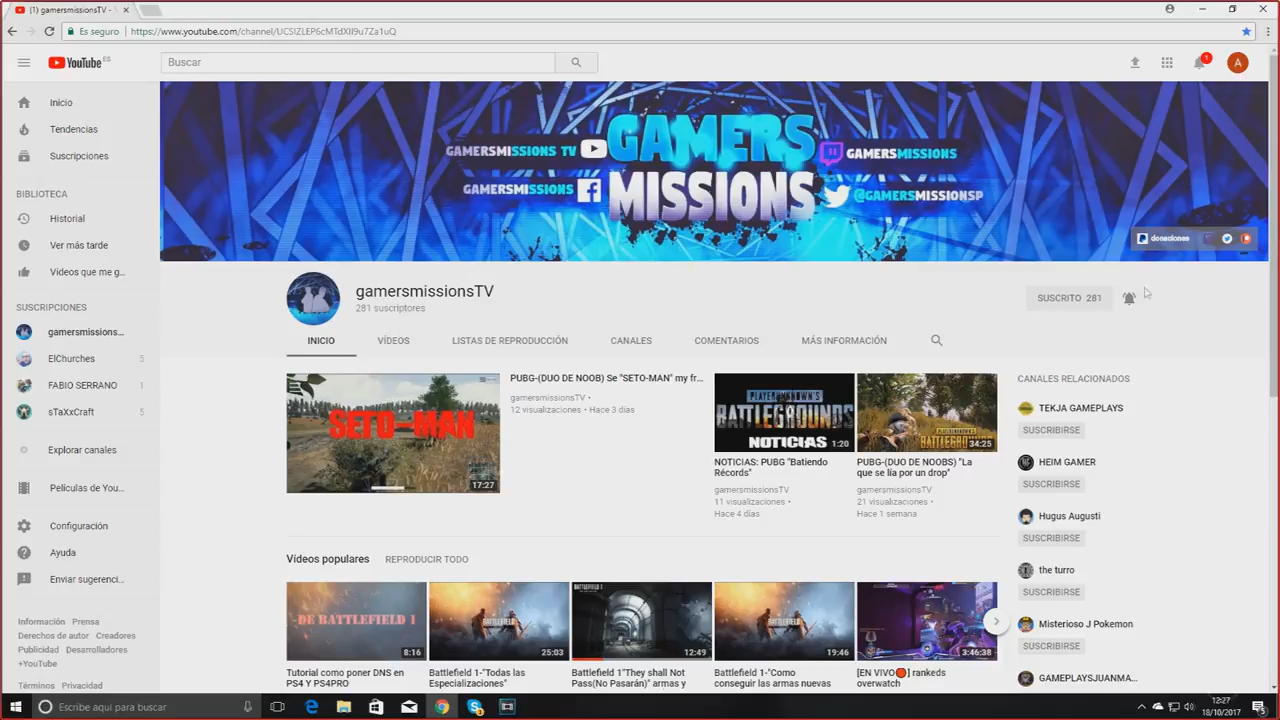 (1) gamersmissionsTV -
Es seguro
YouTube ES
Buscar
1
A
Inicio
Tendencias
Suscripciones
BIBLIOTECA
Historial
Ver más tarde
Vídeos que me g...
SUSCRIPCIONES
gamersmissions...
ElChurches 5
FABIO SERRANO 1
sTaXxCraft 5
Explorar canales
Películas de You...
Configuración
Ayuda
Enviar sugerenci...
Información Prensa
Derechos de autor Creadores
Publicidad Desarrolladores
+YouTube
Términos Privacidad
GAMERSMISSIONS TV
GAMERSMISSIONS
GAMERS
MISSIONS
GAMERSMISSIONS
@GAMERSMISSIONSP
donaciones
gamersmissionsTV
281 suscriptores
SUSCRITO 281
INICIO VÍDEOS LISTAS DE REPRODUCCIÓN CANALES COMENTARIOS MÁS INFORMACIÓN
SETO-MAN
17:27
PUBG-(DUO DE NOOB) Se "SETO-MAN" my fr...
gamersmissionsTV •
12 visualizaciones • Hace 3 días
PLAYERUNKNOWN'S
BATTLEGROUNDS
NOTICIAS
1:20
NOTICIAS: PUBG "Batiendo
Récords"
gamersmissionsTV
11 visualizaciones •
Hace 4 días
BATTLEGROUNDS
34:25
PUBG-(DUO DE NOOBS) "La
que se lía por un drop"
gamersmissionsTV
21 visualizaciones •
Hace 1 semana
Vídeos populares REPRODUCIR TODO
DE BATTLEFIELD 1
8:16
Tutorial como poner DNS en
PS4 Y PS4PRO
25:03
Battlefield 1-"Todas las
Especializaciones"
12:49
Battlefield 1"They shall Not
Pass(No Pasarán)" armas y
19:46
Battlefield 1-"Como
conseguir las armas nuevas
3:46:38
[EN VIVO🔴] rankeds
overwatch
CANALES RELACIONADOS
TEKJA GAMEPLAYS
SUSCRIBIRSE
HEIM GAMER
SUSCRIBIRSE
Hugus Augusti
SUSCRIBIRSE
the turro
SUSCRIBIRSE
Misterioso J Pokemon
SUSCRIBIRSE
GAMEPLAYSJUANMA...
Escribe aquí para buscar
12:27
18/10/2017